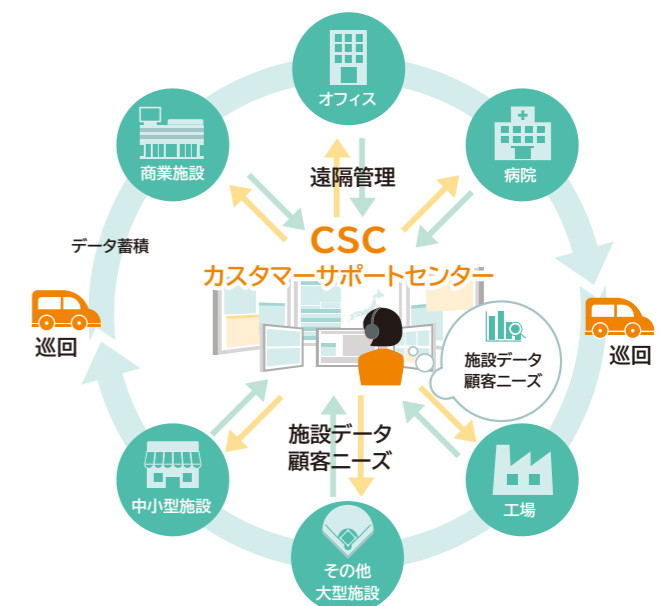 オフィス
商業施設
病院
遠隔管理
データ蓄積
CSC
カスタマーサポートセンター
巡回
巡回
施設データ
顧客ニーズ
施設データ
顧客ニーズ
中小型施設
工場
その他
大型施設